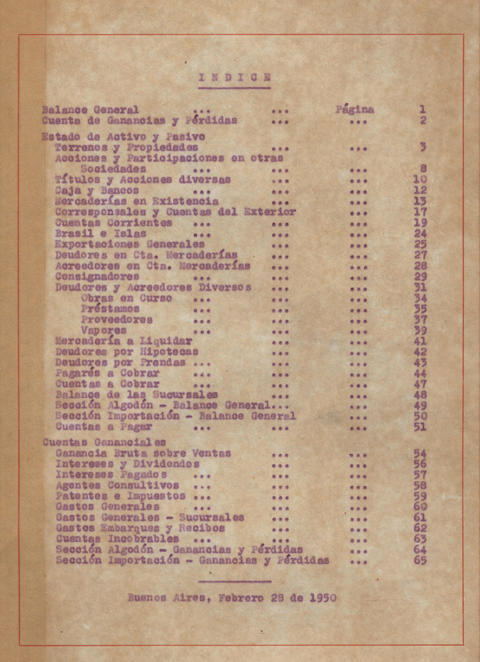 INDICE
Balance General ... ... Página 1
Cuenta de Ganancias y Pérdidas ... ... 2
Estado de Activo y Pasivo
Terrenos y Propiedades ... ... 3
Acciones y Participaciones en otras
Sociedades ... ... ... 8
Títulos y Acciones diversas ... ... 10
Caja y Bancos ... ... ... 12
Mercaderías en Existencia ... ... 13
Corresponsales y Cuentas del Exterior ... 17
Cuentas Corrientes ... ... ... 19
Brasil e Islas ... ... ... 24
Exportaciones Generales ... ... 25
Deudores en Cta. Mercaderías ... ... 27
Acreedores en Cta. Mercaderías ... ... 28
Consignadores ... ... ... 29
Deudores y Acreedores Diversos ... ... 31
Obras en Curso ... ... ... 34
Préstamos ... ... ... 35
Proveedores ... ... ... 37
Vapores ... ... ... 39
Mercadería a Liquidar ... ... 41
Deudores por Hipotecas ... ... 42
Deudores por Prendas ... ... ... 43
Pagarés a Cobrar ... ... ... 44
Cuentas a Cobrar ... ... ... 47
Balance de las Sucursales ... ... 48
Sección Algodón - Balance General... ... 49
Sección Importación - Balance General ... 50
Cuentas a Pagar ... ... ... 51
Cuentas Gananciales
Ganancia Bruta sobre Ventas ... ... 54
Intereses y Dividendos ... ... 56
Intereses Pagados ... ... ... 57
Agentes Consultivos ... ... ... 58
Patentes e Impuestos ... ... ... 59
Gastos Generales ... ... ... 60
Gastos Generales - Sucursales ... ... 61
Gastos Embarques y Recibos ... ... 62
Cuentas Incobrables ... ... ... 63
Sección Algodón - Ganancias y Pérdidas ... 64
Sección Importación - Ganancias y Pérdidas ... 65
Buenos Aires, Febrero 28 de 1950